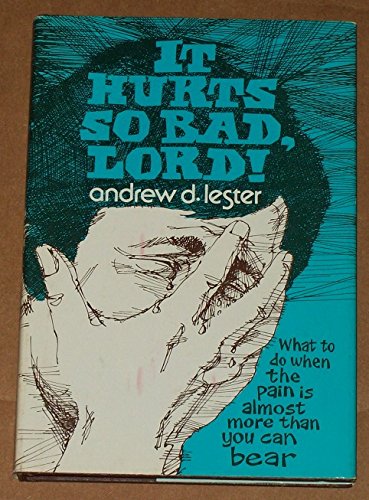 IT
HURTS
SO BAD,
LORD!
andrew d. lester
What to
do when
the
pain is
almost
more than
you can
bear